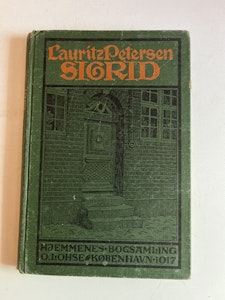 Lauritz Petersen
SIGRID
HJEMMENES · BOGSAMLING
O. LOHSE · KØBENHAVN · 1917